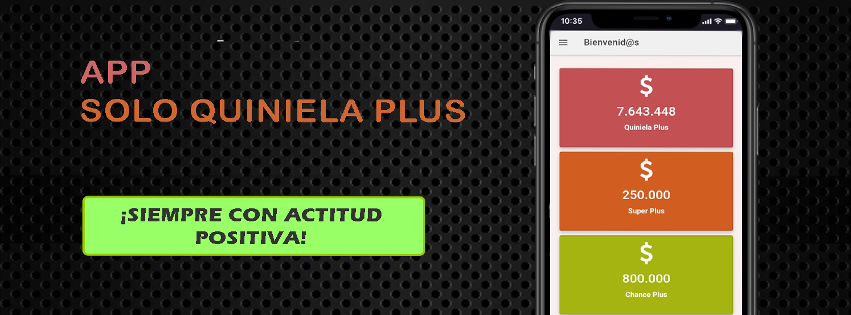 APP
SOLO QUINIELA PLUS
¡SIEMPRE CON ACTITUD
POSITIVA!
10:35
Bienvenid@s
$
7.643.448
Quiniela Plus
$
250.000
Super Plus
$
800.000
Chance Plus